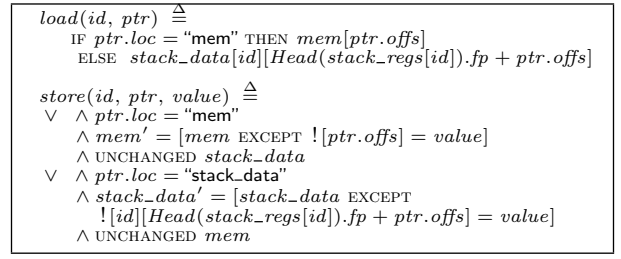 load(id, ptr) ≜
IF ptr.loc = "mem" THEN mem[ptr.offs]
ELSE stack_data[id][Head(stack_regs[id]).fp + ptr.offs]
store(id, ptr, value) ≜
∨ ∧ ptr.loc = "mem"
∧ mem′ = [mem EXCEPT ![ptr.offs] = value]
∧ UNCHANGED stack_data
∨ ∧ ptr.loc = "stack_data"
∧ stack_data′ = [stack_data EXCEPT
![id][Head(stack_regs[id]).fp + ptr.offs] = value]
∧ UNCHANGED mem